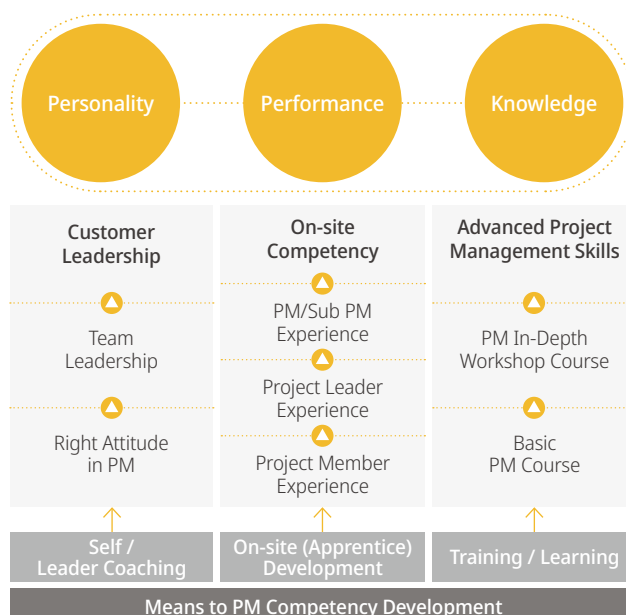 Personality
Performance
Knowledge
Customer
Leadership
Team
Leadership
Right Attitude
in PM
Self /
Leader Coaching
On-site
Competency
PM/Sub PM
Experience
Project Leader
Experience
Project Member
Experience
On-site (Apprentice)
Development
Advanced Project
Management Skills
PM In-Depth
Workshop Course
Basic
PM Course
Training / Learning
Means to PM Competency Development